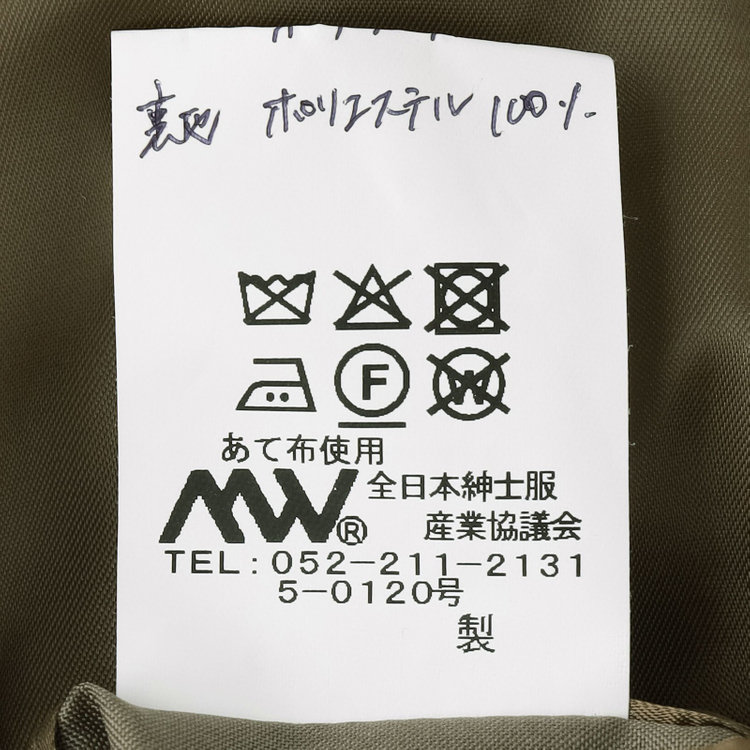 裏地 ポリエステル 100%
F
W
あて布使用
MW® 全日本紳士服
産業協議会
TEL:052-211-2131
5-0120号
製